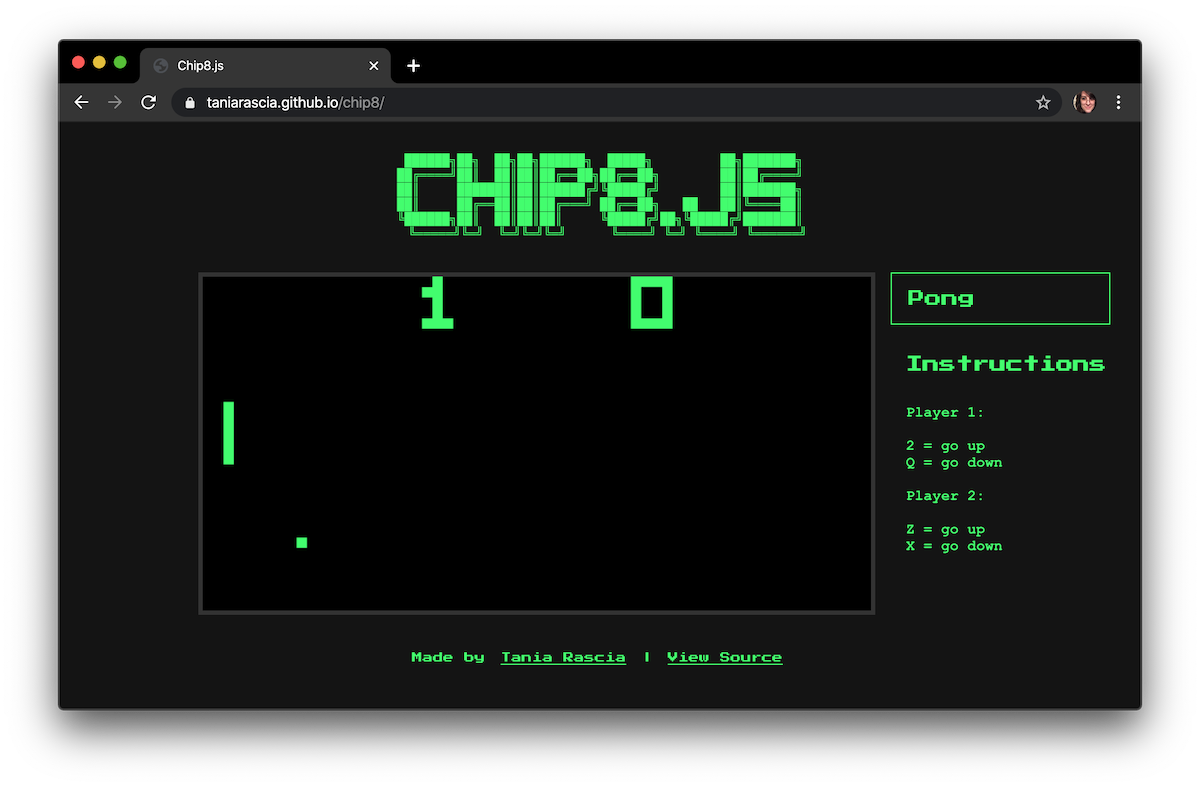 Chip8.js
taniarascia.github.io/chip8/
CHIP8.JS
1 0
Pong
Instructions
Player 1:
2 = go up
Q = go down
Player 2:
Z = go up
X = go down
Made by Tania Rascia | View Source